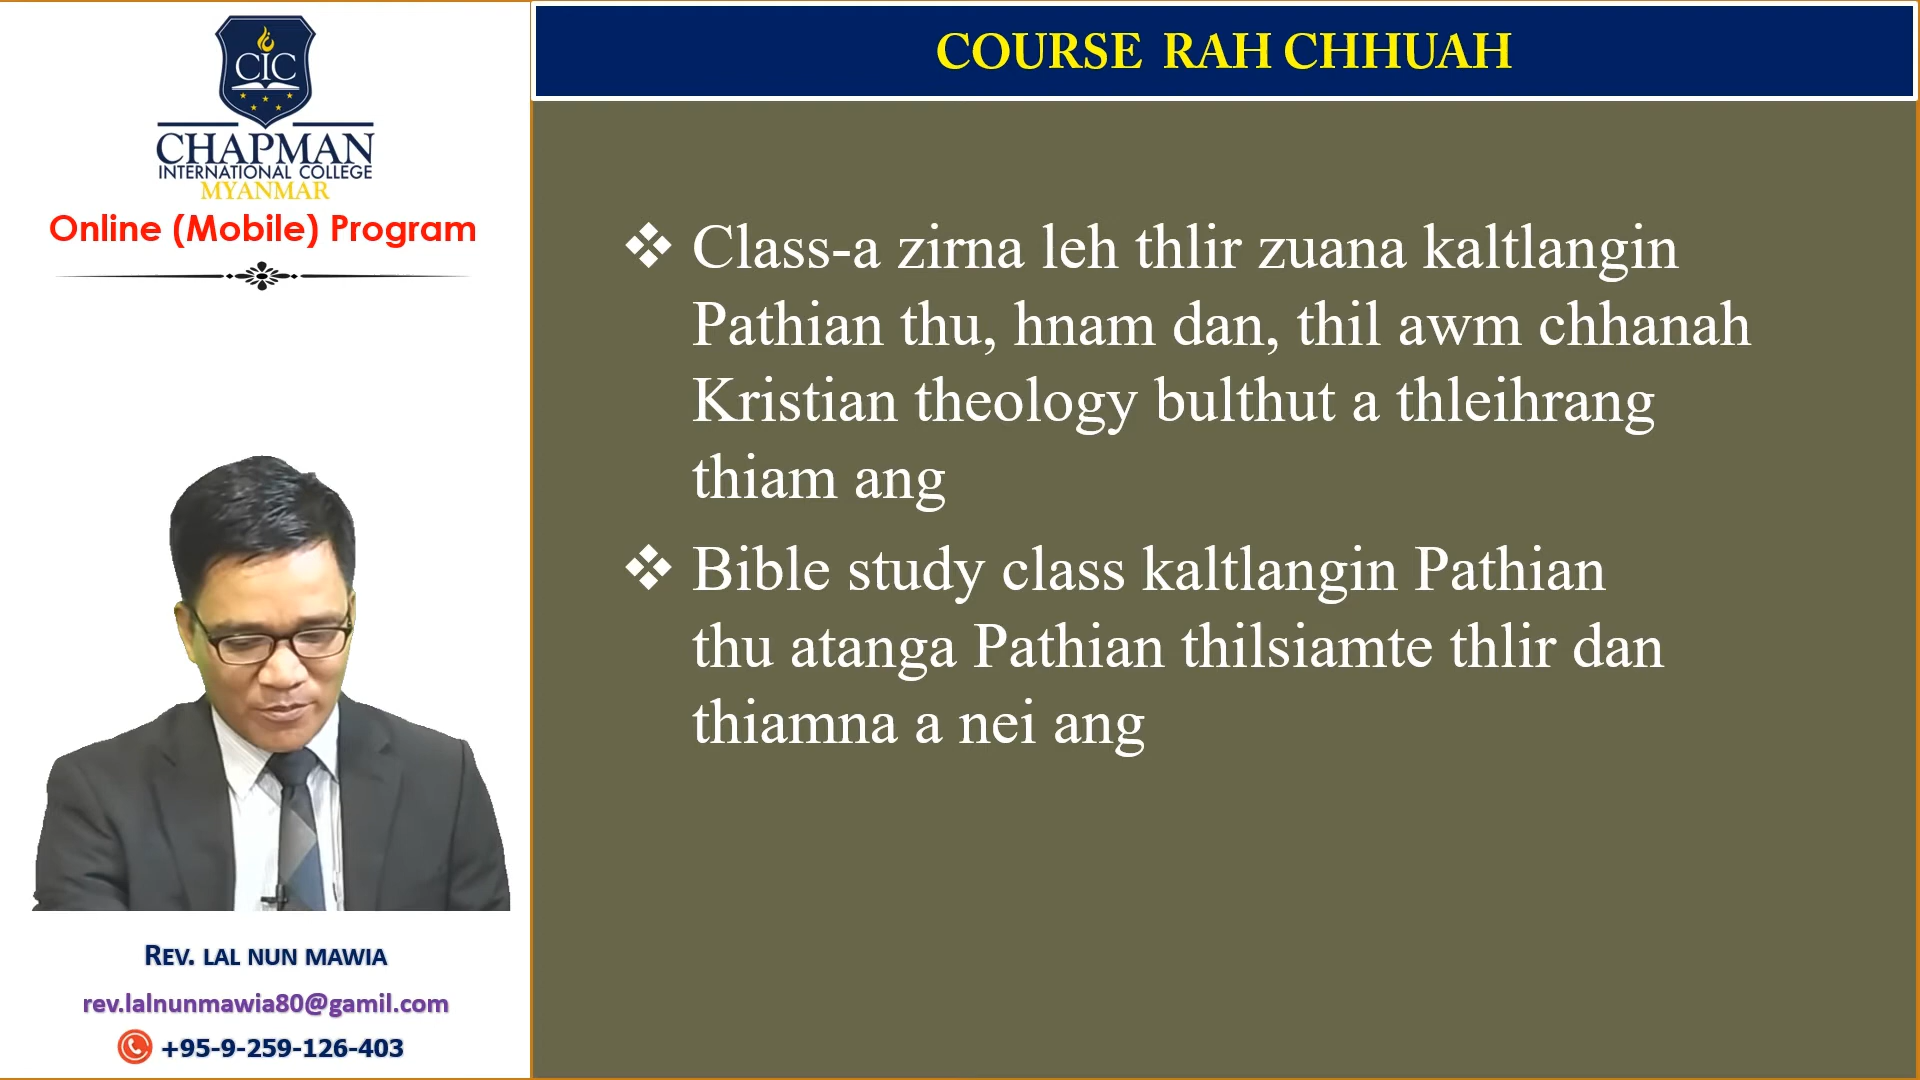 CIC
CHAPMAN
INTERNATIONAL COLLEGE
MYANMAR
Online (Mobile) Program
REV. LAL NUN MAWIA
rev.lalnunmawia80@gamil.com
+95-9-259-126-403
COURSE RAH CHHUAH
❖ Class-a zirna leh thlir zuana kaltlangin
Pathian thu, hnam dan, thil awm chhanah
Kristian theology bulthut a thleihrang
thiam ang
❖ Bible study class kaltlangin Pathian
thu atanga Pathian thilsiamte thlir dan
thiamna a nei ang